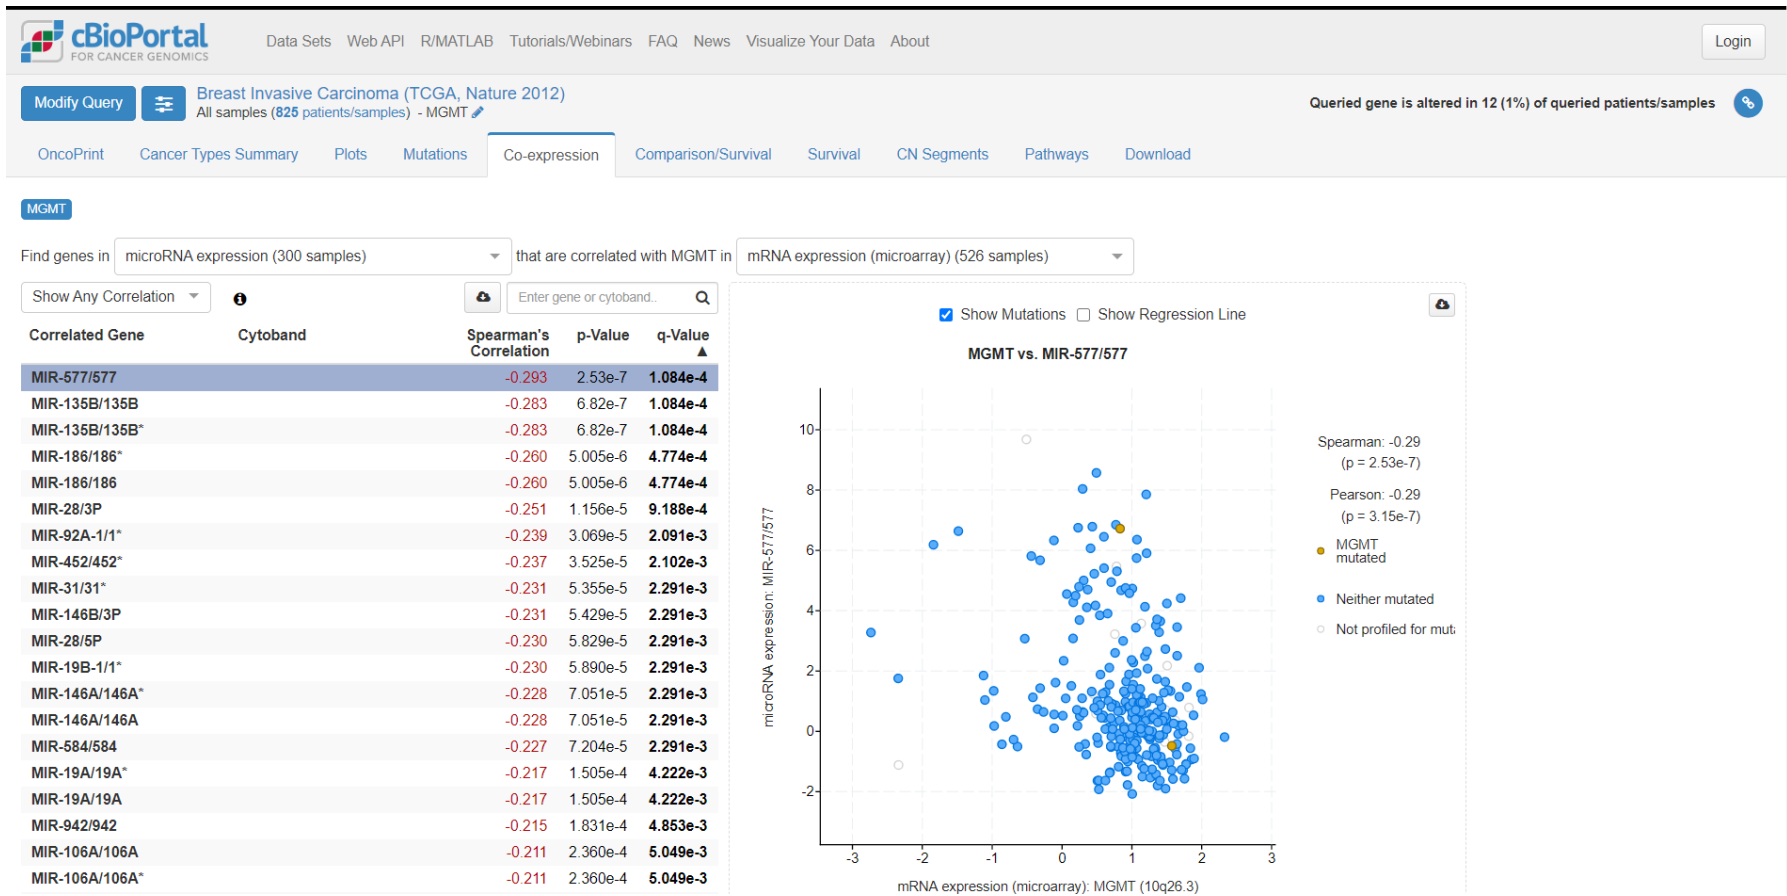 cBioPortal
FOR CANCER GENOMICS
Data Sets Web API R/MATLAB Tutorials/Webinars FAQ News Visualize Your Data About
Login
Modify Query
Breast Invasive Carcinoma (TCGA, Nature 2012)
All samples (825 patients/samples) - MGMT
Queried gene is altered in 12 (1%) of queried patients/samples
OncoPrint Cancer Types Summary Plots Mutations Co-expression Comparison/Survival Survival CN Segments Pathways Download
MGMT
Find genes in microRNA expression (300 samples) that are correlated with MGMT in mRNA expression (microarray) (526 samples)
Show Any Correlation
Enter gene or cytoband..
Correlated Gene Cytoband Spearman's Correlation p-Value q-Value ▲
MIR-577/577 -0.293 2.53e-7 1.084e-4
MIR-135B/135B -0.283 6.82e-7 1.084e-4
MIR-135B/135B* -0.283 6.82e-7 1.084e-4
MIR-186/186* -0.260 5.005e-6 4.774e-4
MIR-186/186 -0.260 5.005e-6 4.774e-4
MIR-28/3P -0.251 1.156e-5 9.188e-4
MIR-92A-1/1* -0.239 3.069e-5 2.091e-3
MIR-452/452* -0.237 3.525e-5 2.102e-3
MIR-31/31* -0.231 5.355e-5 2.291e-3
MIR-146B/3P -0.231 5.429e-5 2.291e-3
MIR-28/5P -0.230 5.829e-5 2.291e-3
MIR-19B-1/1* -0.230 5.890e-5 2.291e-3
MIR-146A/146A* -0.228 7.051e-5 2.291e-3
MIR-146A/146A -0.228 7.051e-5 2.291e-3
MIR-584/584 -0.227 7.204e-5 2.291e-3
MIR-19A/19A* -0.217 1.505e-4 4.222e-3
MIR-19A/19A -0.217 1.505e-4 4.222e-3
MIR-942/942 -0.215 1.831e-4 4.853e-3
MIR-106A/106A -0.211 2.360e-4 5.049e-3
MIR-106A/106A* -0.211 2.360e-4 5.049e-3
Show Mutations Show Regression Line
MGMT vs. MIR-577/577
microRNA expression: MIR-577/577
10
8
6
4
2
0
-2
-3 -2 -1 0 1 2 3
mRNA expression (microarray): MGMT (10q26.3)
Spearman: -0.29
(p = 2.53e-7)
Pearson: -0.29
(p = 3.15e-7)
MGMT
mutated
Neither mutated
Not profiled for muta